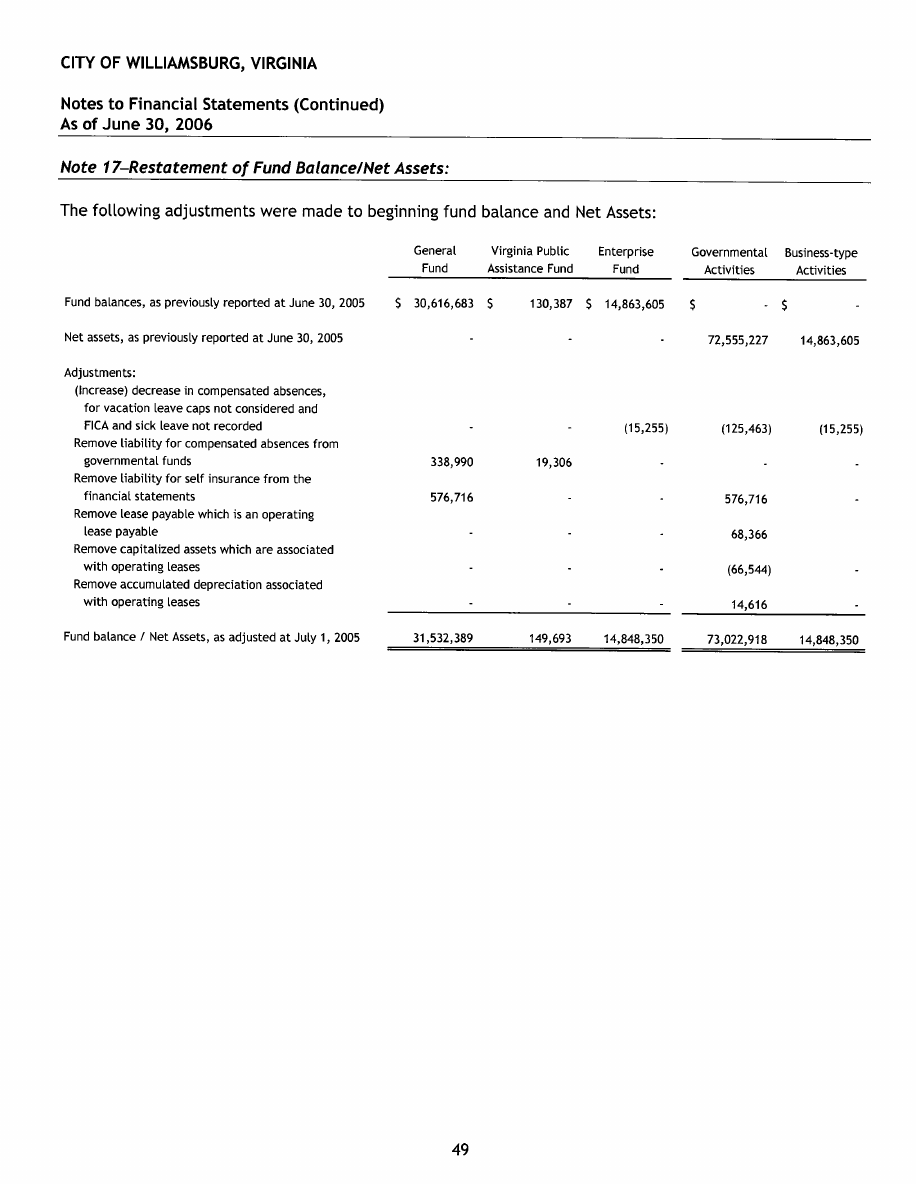 CITY OF WILLIAMSBURG, VIRGINIA
Notes to Financial Statements (Continued)
As of June 30, 2006
Note 17–Restatement of Fund Balance/Net Assets:
The following adjustments were made to beginning fund balance and Net Assets:
General Virginia Public Enterprise Governmental Business-type
Fund Assistance Fund Fund Activities Activities
Fund balances, as previously reported at June 30, 2005 $ 30,616,683 $ 130,387 $ 14,863,605 $ - $ -
Net assets, as previously reported at June 30, 2005 - - - 72,555,227 14,863,605
Adjustments:
(Increase) decrease in compensated absences,
for vacation leave caps not considered and
FICA and sick leave not recorded - - (15,255) (125,463) (15,255)
Remove liability for compensated absences from
governmental funds 338,990 19,306 - - -
Remove liability for self insurance from the
financial statements 576,716 - - 576,716 -
Remove lease payable which is an operating
lease payable - - - 68,366
Remove capitalized assets which are associated
with operating leases - - - (66,544) -
Remove accumulated depreciation associated
with operating leases - - - 14,616 -
Fund balance / Net Assets, as adjusted at July 1, 2005 31,532,389 149,693 14,848,350 73,022,918 14,848,350
49